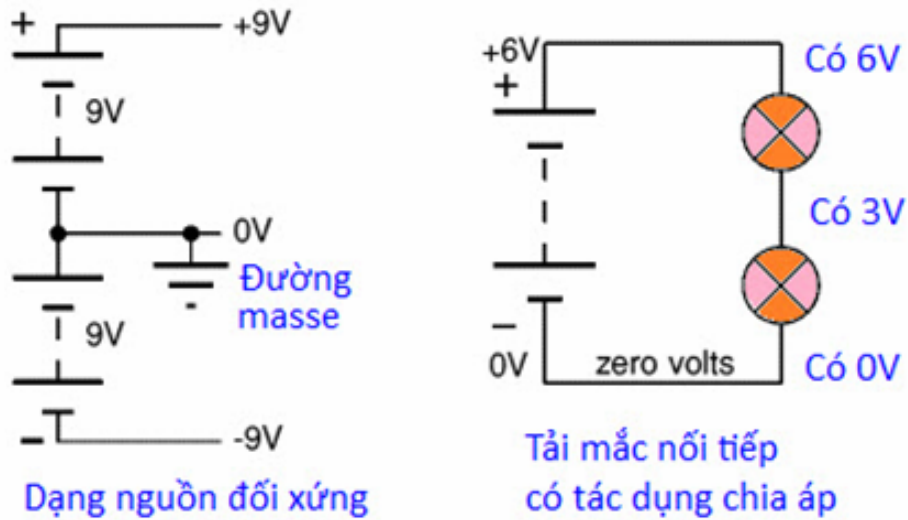 +
+9V
9V
0V
Đường
masse
9V
-
-9V
Dạng nguồn đối xứng
+6V
+
Có 6V
Có 3V
−
0V
zero volts
Có 0V
Tải mắc nối tiếp
có tác dụng chia áp